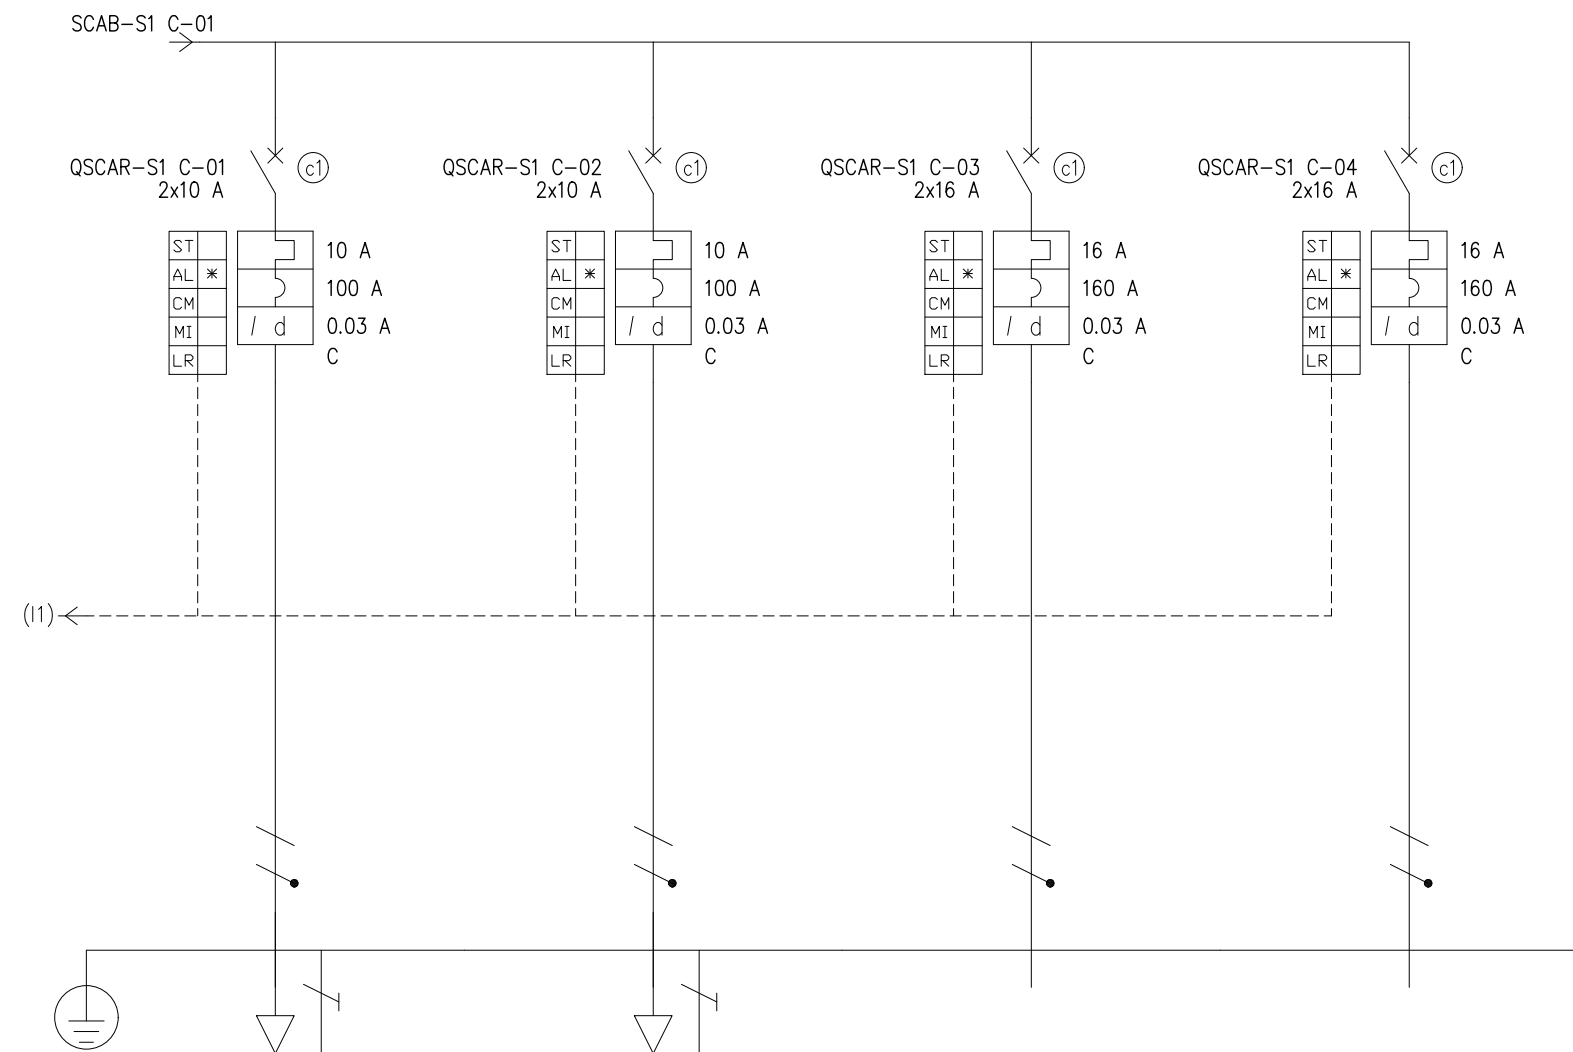 SCAB-S1 C-01
QSCAR-S1 C-01
2x10 A
c1
ST
AL *
CM
MI
LR
10 A
100 A
I d
0.03 A
C
QSCAR-S1 C-02
2x10 A
c1
ST
AL *
CM
MI
LR
10 A
100 A
I d
0.03 A
C
QSCAR-S1 C-03
2x16 A
c1
ST
AL *
CM
MI
LR
16 A
160 A
I d
0.03 A
C
QSCAR-S1 C-04
2x16 A
c1
ST
AL *
CM
MI
LR
16 A
160 A
I d
0.03 A
C
(I1)